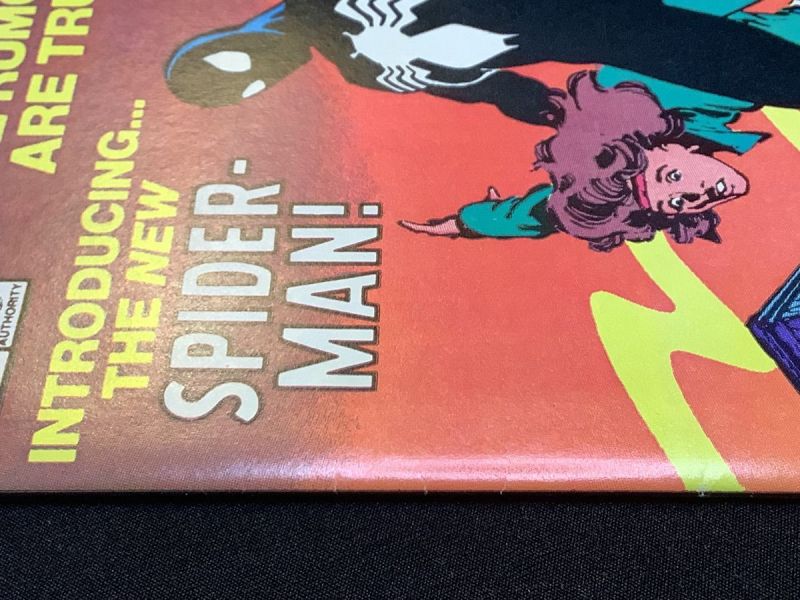 ARE TRU
INTRODUCING...
THE NEW
SPIDER-
MAN!
AUTHORITY